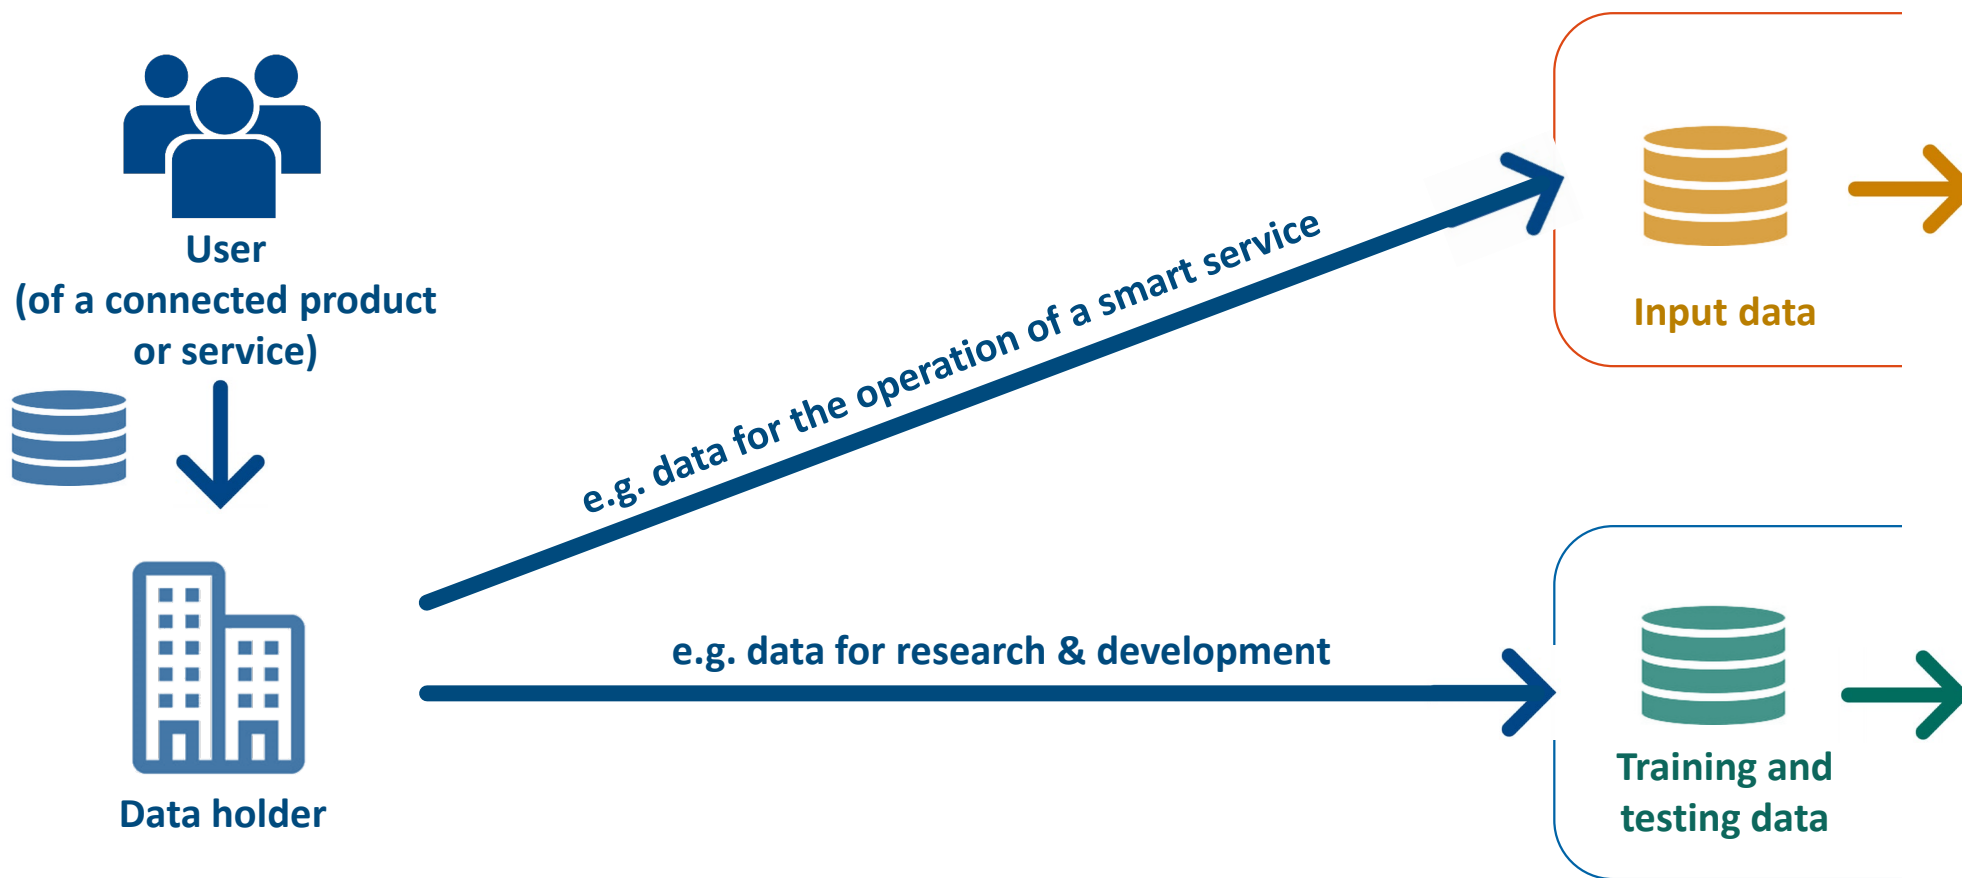 User
(of a connected product
or service)
Data holder
e.g. data for the operation of a smart service
e.g. data for research & development
Input data
Training and
testing data